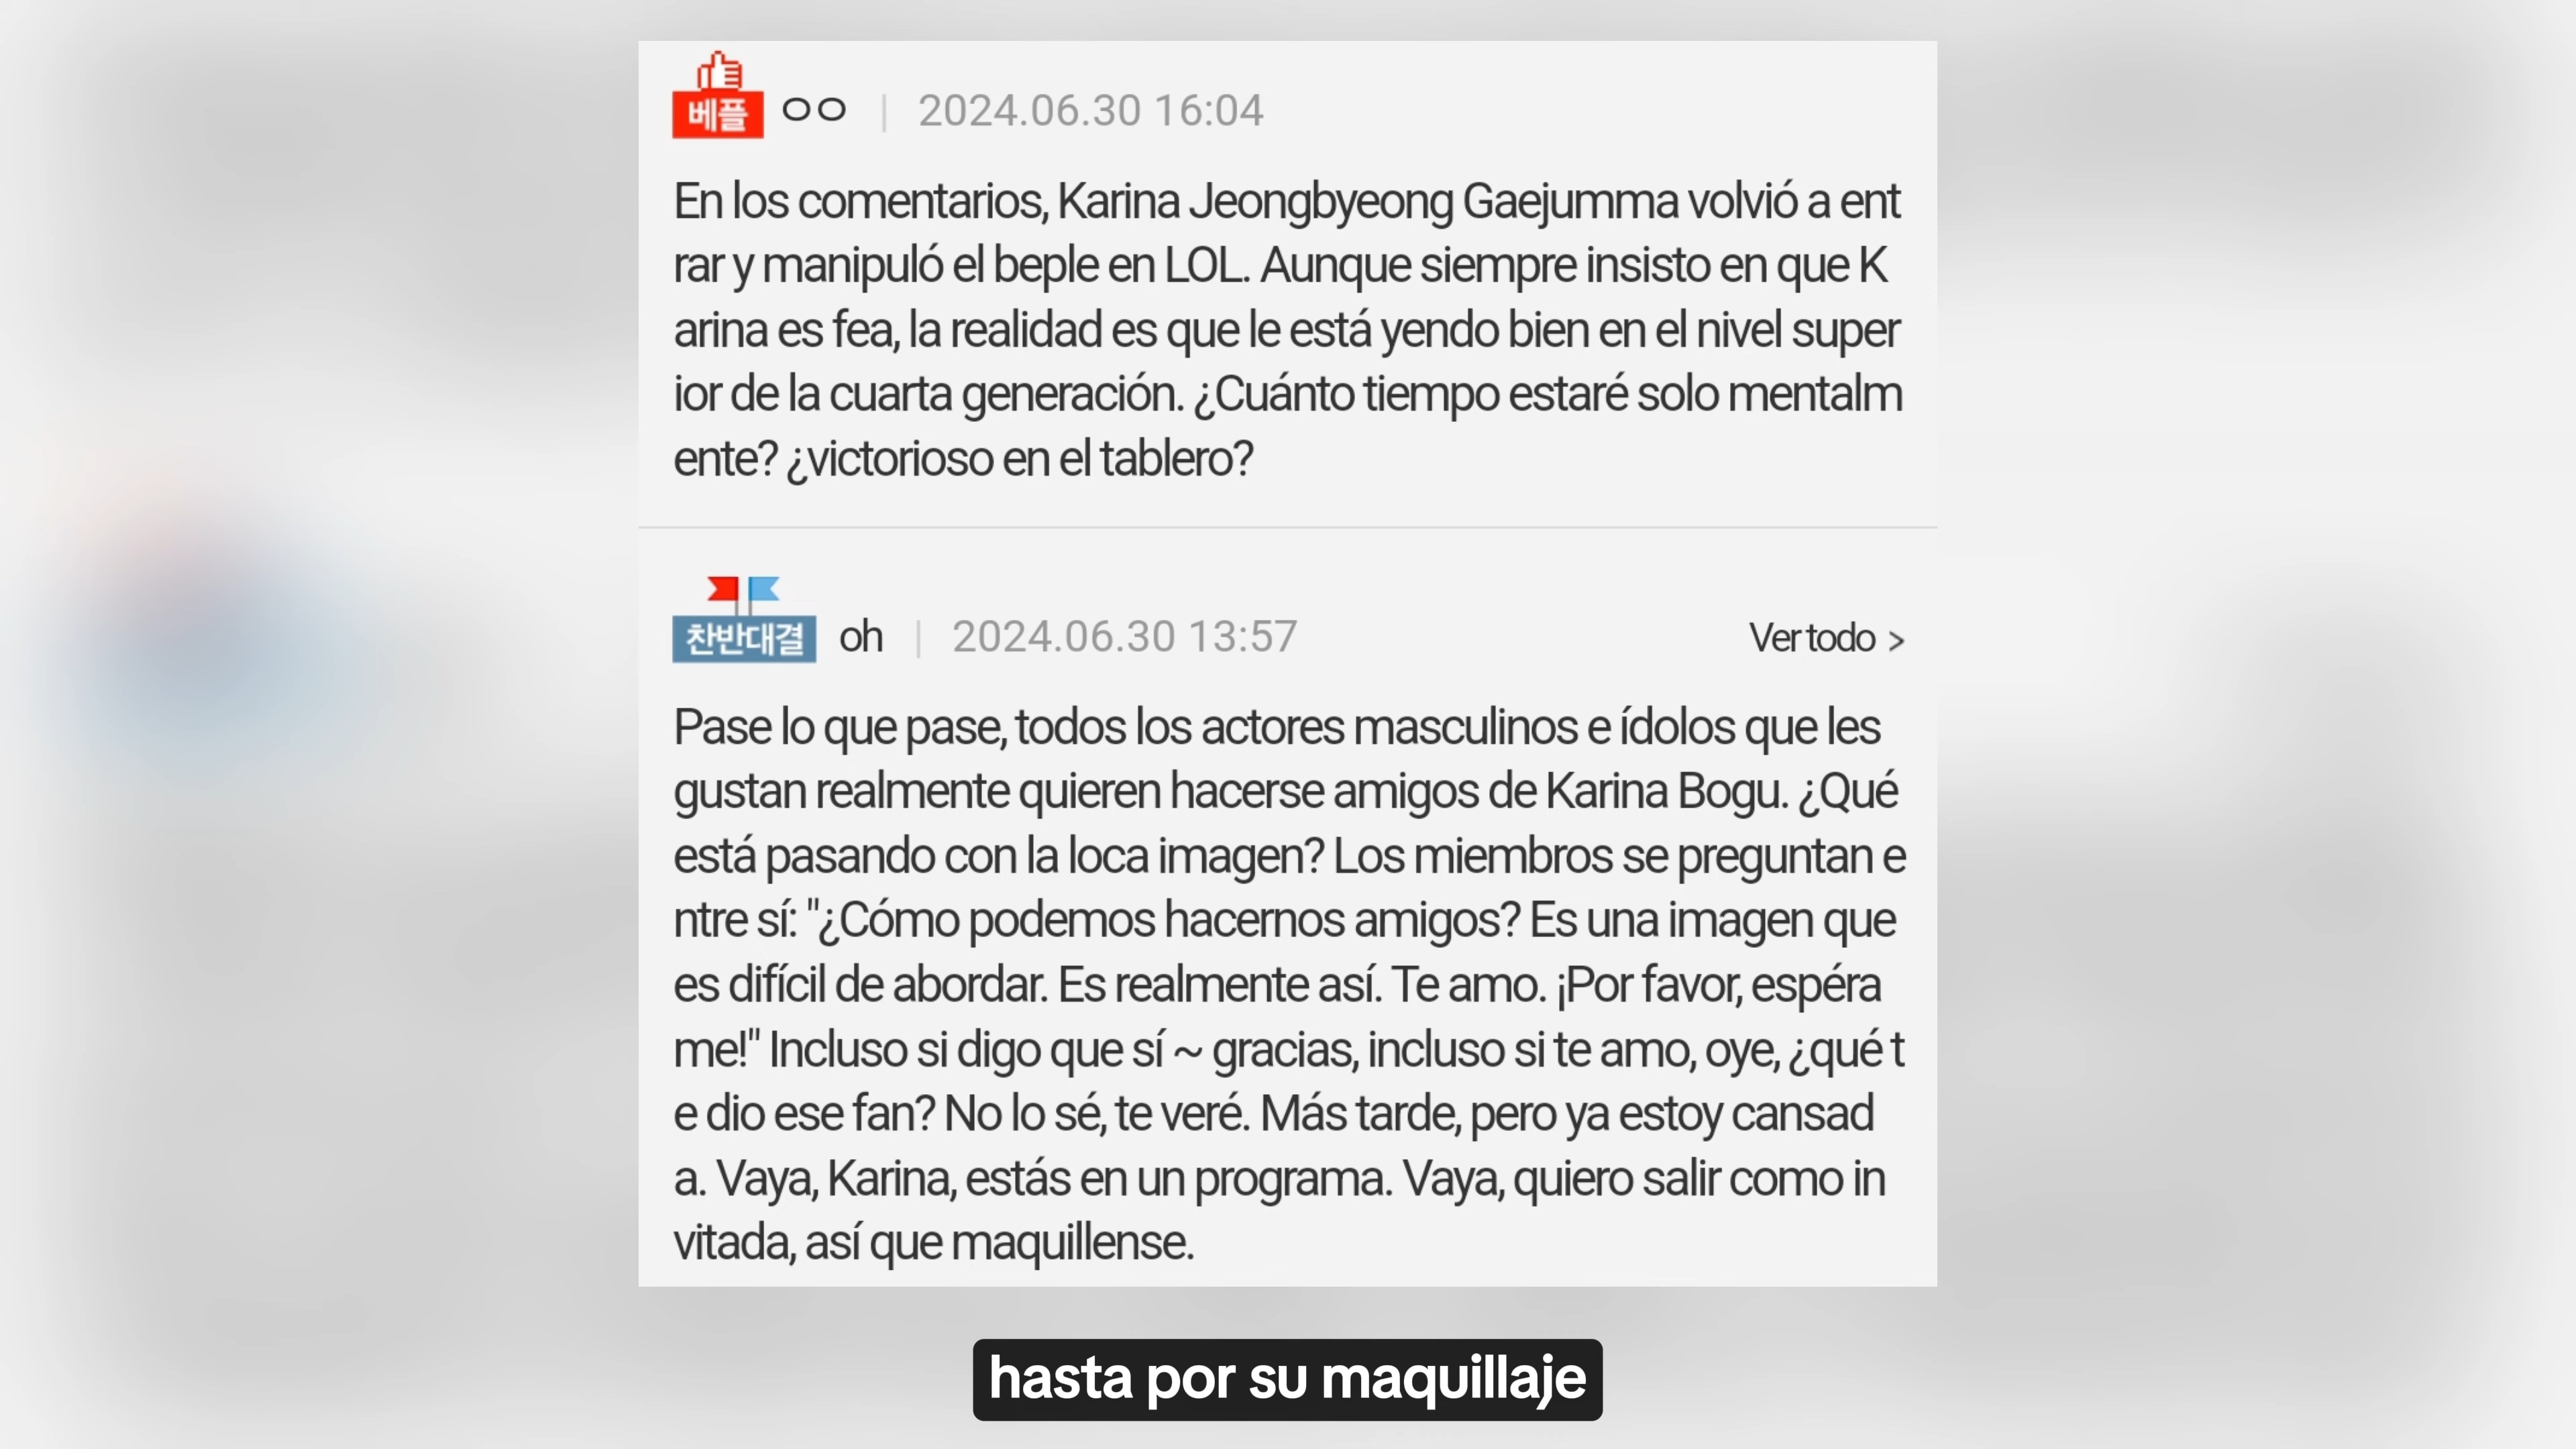 베플 ㅇㅇ | 2024.06.30 16:04
En los comentarios, Karina Jeongbyeong Gaejumma volvió a ent
rar y manipuló el beple en LOL. Aunque siempre insisto en que K
arina es fea, la realidad es que le está yendo bien en el nivel super
ior de la cuarta generación. ¿Cuánto tiempo estaré solo mentalm
ente? ¿victorioso en el tablero?
찬반대결 oh | 2024.06.30 13:57 Ver todo >
Pase lo que pase, todos los actores masculinos e ídolos que les
gustan realmente quieren hacerse amigos de Karina Bogu. ¿Qué
está pasando con la loca imagen? Los miembros se preguntan e
ntre sí: "¿Cómo podemos hacernos amigos? Es una imagen que
es difícil de abordar. Es realmente así. Te amo. ¡Por favor, espéra
me!" Incluso si digo que sí ~ gracias, incluso si te amo, oye, ¿qué t
e dio ese fan? No lo sé, te veré. Más tarde, pero ya estoy cansad
a. Vaya, Karina, estás en un programa. Vaya, quiero salir como in
vitada, así que maquillense.
hasta por su maquillaje